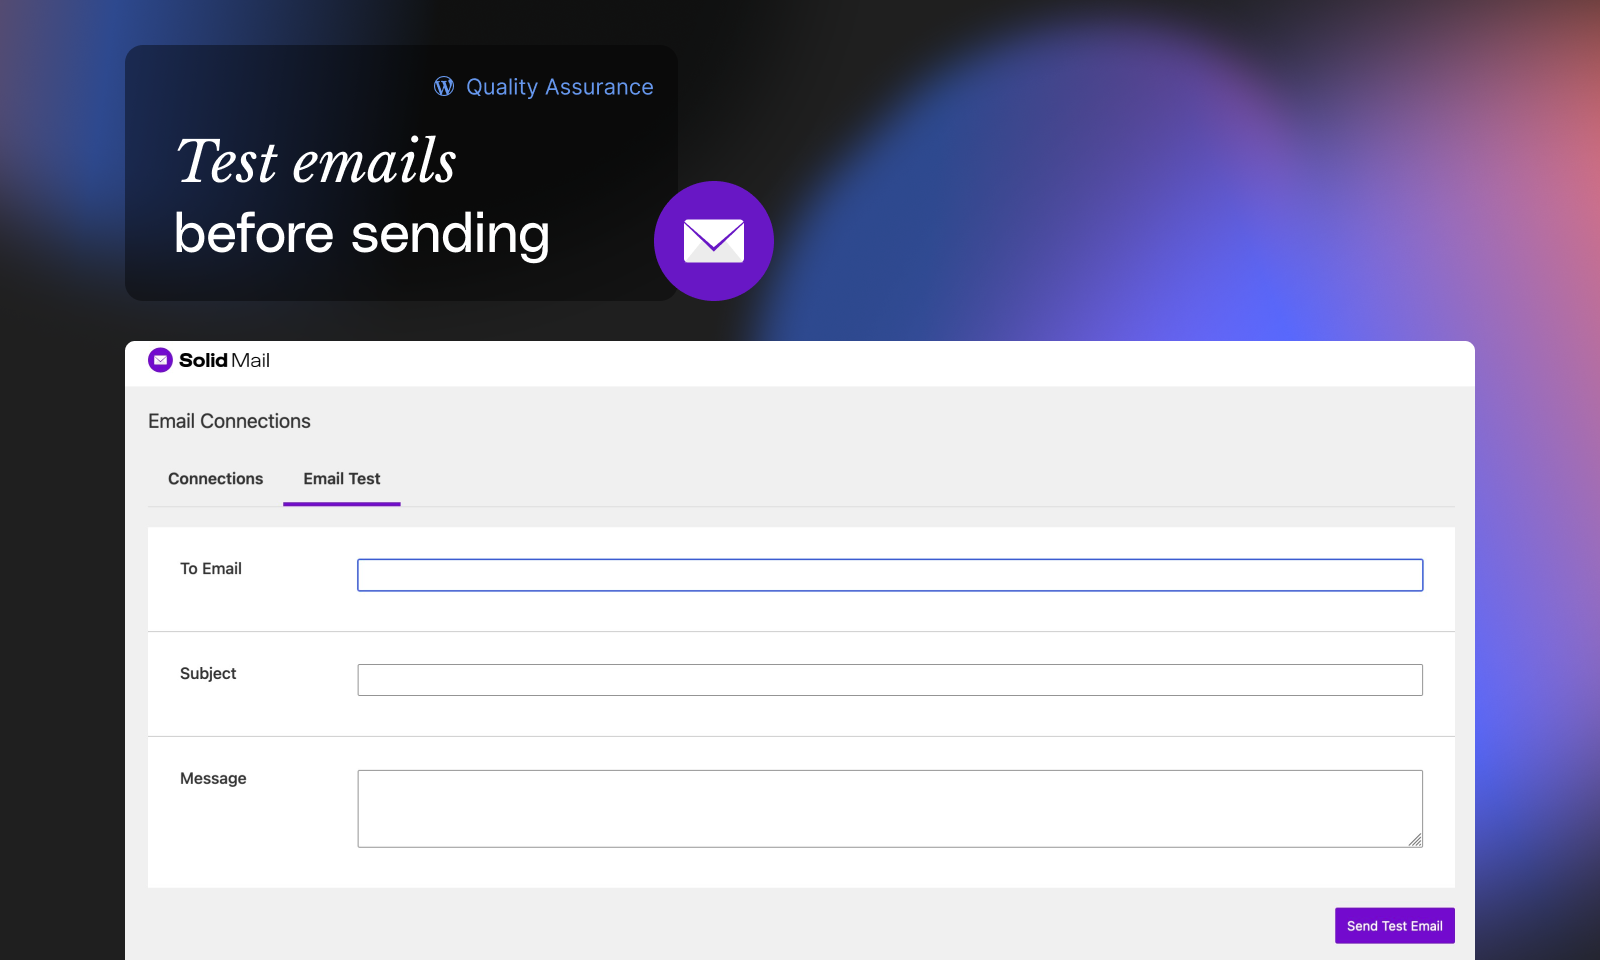 Quality Assurance
Test emails
before sending
Solid Mail
Email Connections
Connections
Email Test
To Email
Subject
Message
Send Test Email